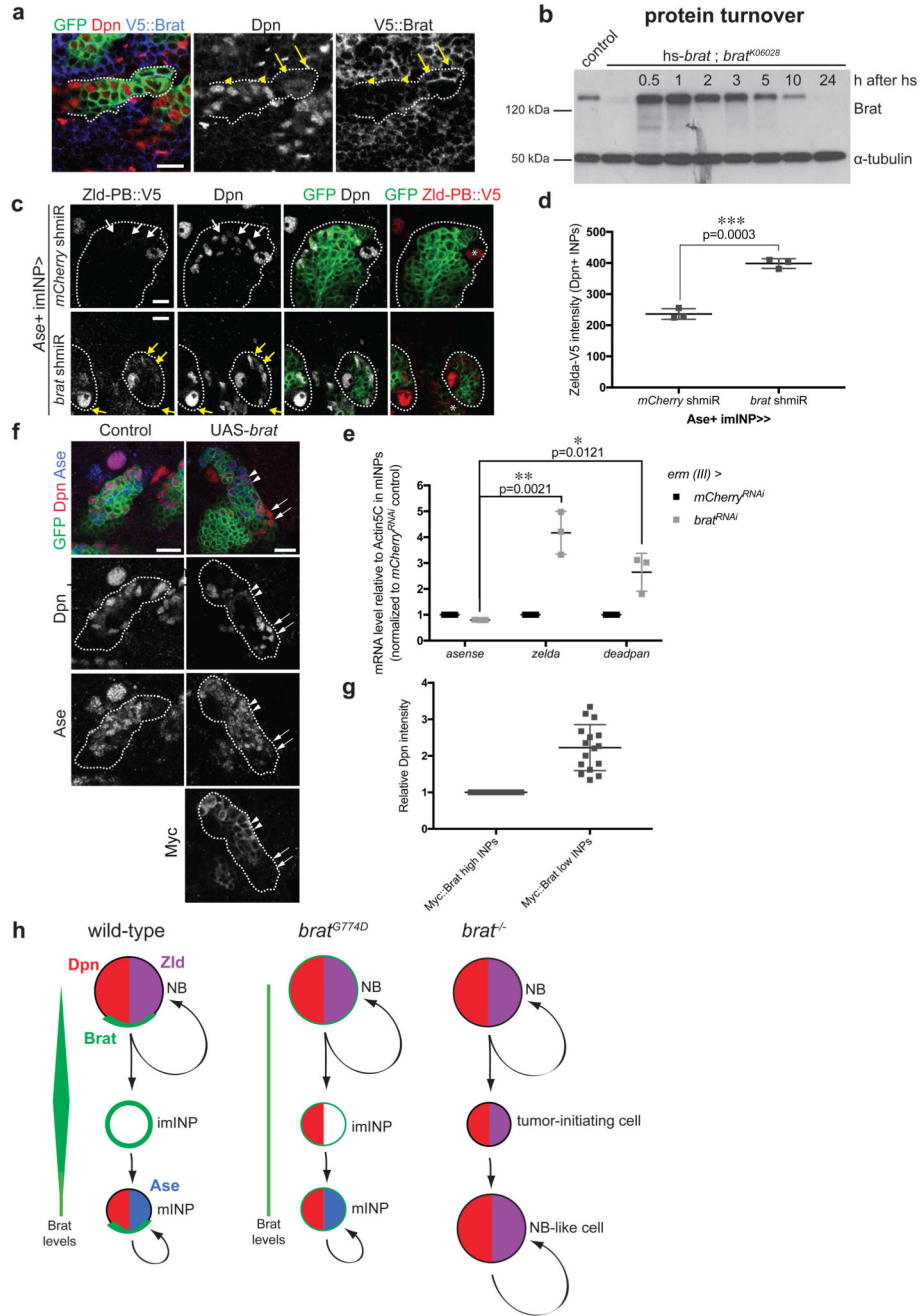 a
GFP Dpn V5::Brat
Dpn
V5::Brat
b
protein turnover
control
hs-brat ; brat^K06028
0.5 1 2 3 5 10 24 h after hs
120 kDa
Brat
50 kDa
α-tubulin
c
Zld-PB::V5
Dpn
GFP Dpn
GFP Zld-PB::V5
Ase+ imINP>
mCherry shmiR
brat shmiR
*
*
d
***
p=0.0003
Zelda-V5 intensity (Dpn+ INPs)
500
400
300
200
100
0
mCherry shmiR
brat shmiR
Ase+ imINP>>
f
Control
UAS-brat
GFP Dpn Ase
Dpn
Ase
Myc
e
*
p=0.0121
**
p=0.0021
mRNA level relative to Actin5C in mINPs
(normalized to mCherry^RNAi control)
6
5
4
3
2
1
0
asense
zelda
deadpan
erm (III) >
mCherry^RNAi
brat^RNAi
g
Relative Dpn intensity
4
3
2
1
0
Myc::Brat high INPs
Myc::Brat low INPs
h
wild-type
brat^G774D
brat^-/-
Dpn
Zld
NB
Brat
imINP
Ase
mINP
Brat
levels
NB
imINP
mINP
Brat
levels
NB
tumor-initiating cell
NB-like cell